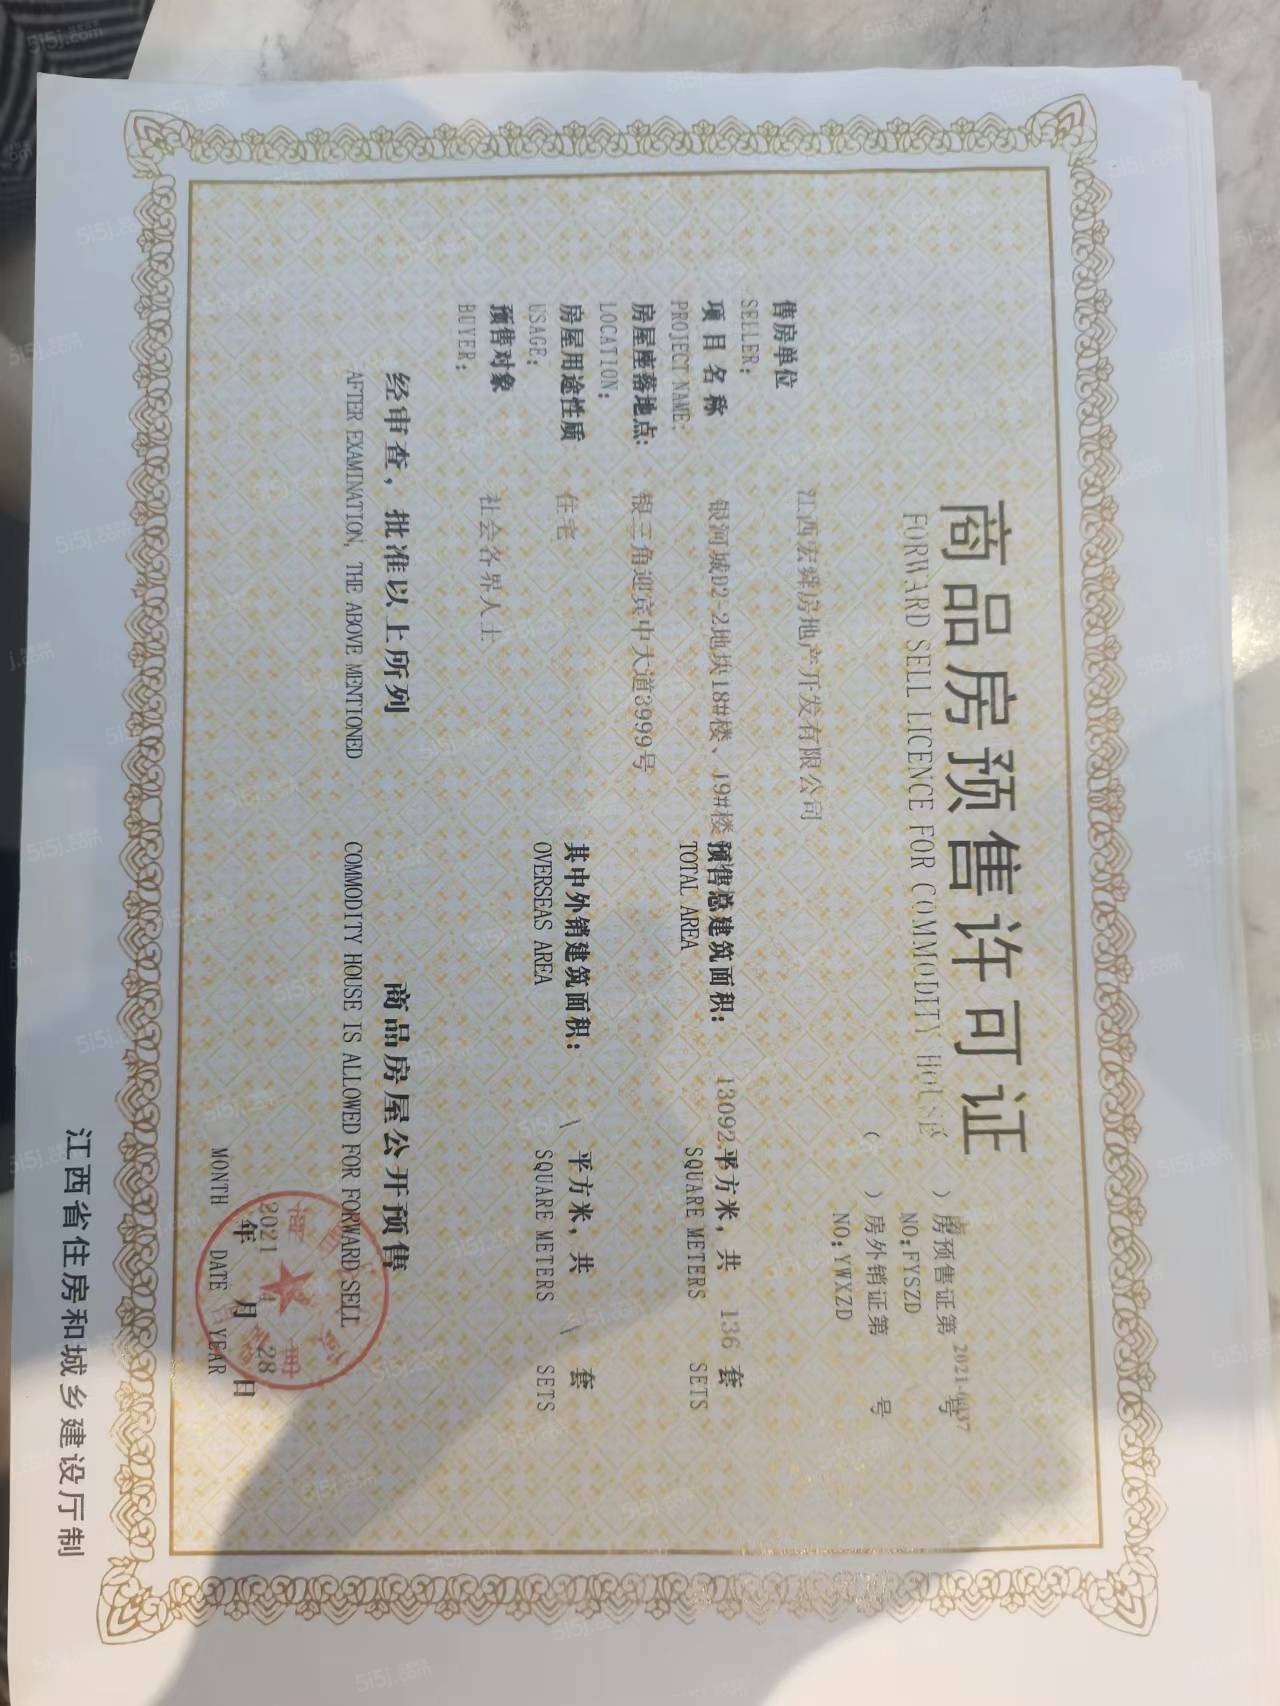 商品房预售许可证
FORWARD SELL LICENCE FOR COMMODITY HOUSE
（ ）房预售证第 2021-0037 号
NO:FYSZD
（ ）房外销证第 号
NO:YWXZD
售房单位 江西宏舜房地产开发有限公司
SELLER:
项目名称 银河城D2-2地块18#楼、19#楼
PROJECT NAME:
预售总建筑面积: 13092. 平方米，共 136 套
TOTAL AREA SQUARE METERS SETS
房屋座落地点: 银三角迎宾中大道3999号
LOCATION:
房屋用途性质 住宅
USAGE:
其中外销建筑面积: \ 平方米，共 \ 套
OVERSEAS AREA SQUARE METERS SETS
预售对象 社会各界人士
BUYER:
经审查，批准以上所列 商品房屋公开预售
AFTER EXAMINATION, THE ABOVE MENTIONED COMMODITY HOUSE IS ALLOWED FOR FORWARD SELL
2021 年 4 月 28 日
MONTH DATE YEAR
江西省住房和城乡建设厅制
5i5j.com